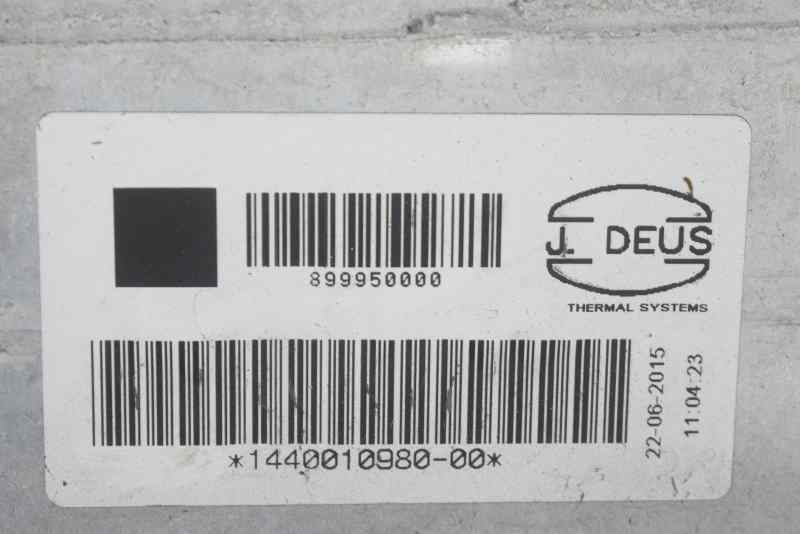 899950000
J. DEUS
THERMAL SYSTEMS
*1440010980-00*
22-06-2015
11:04:23